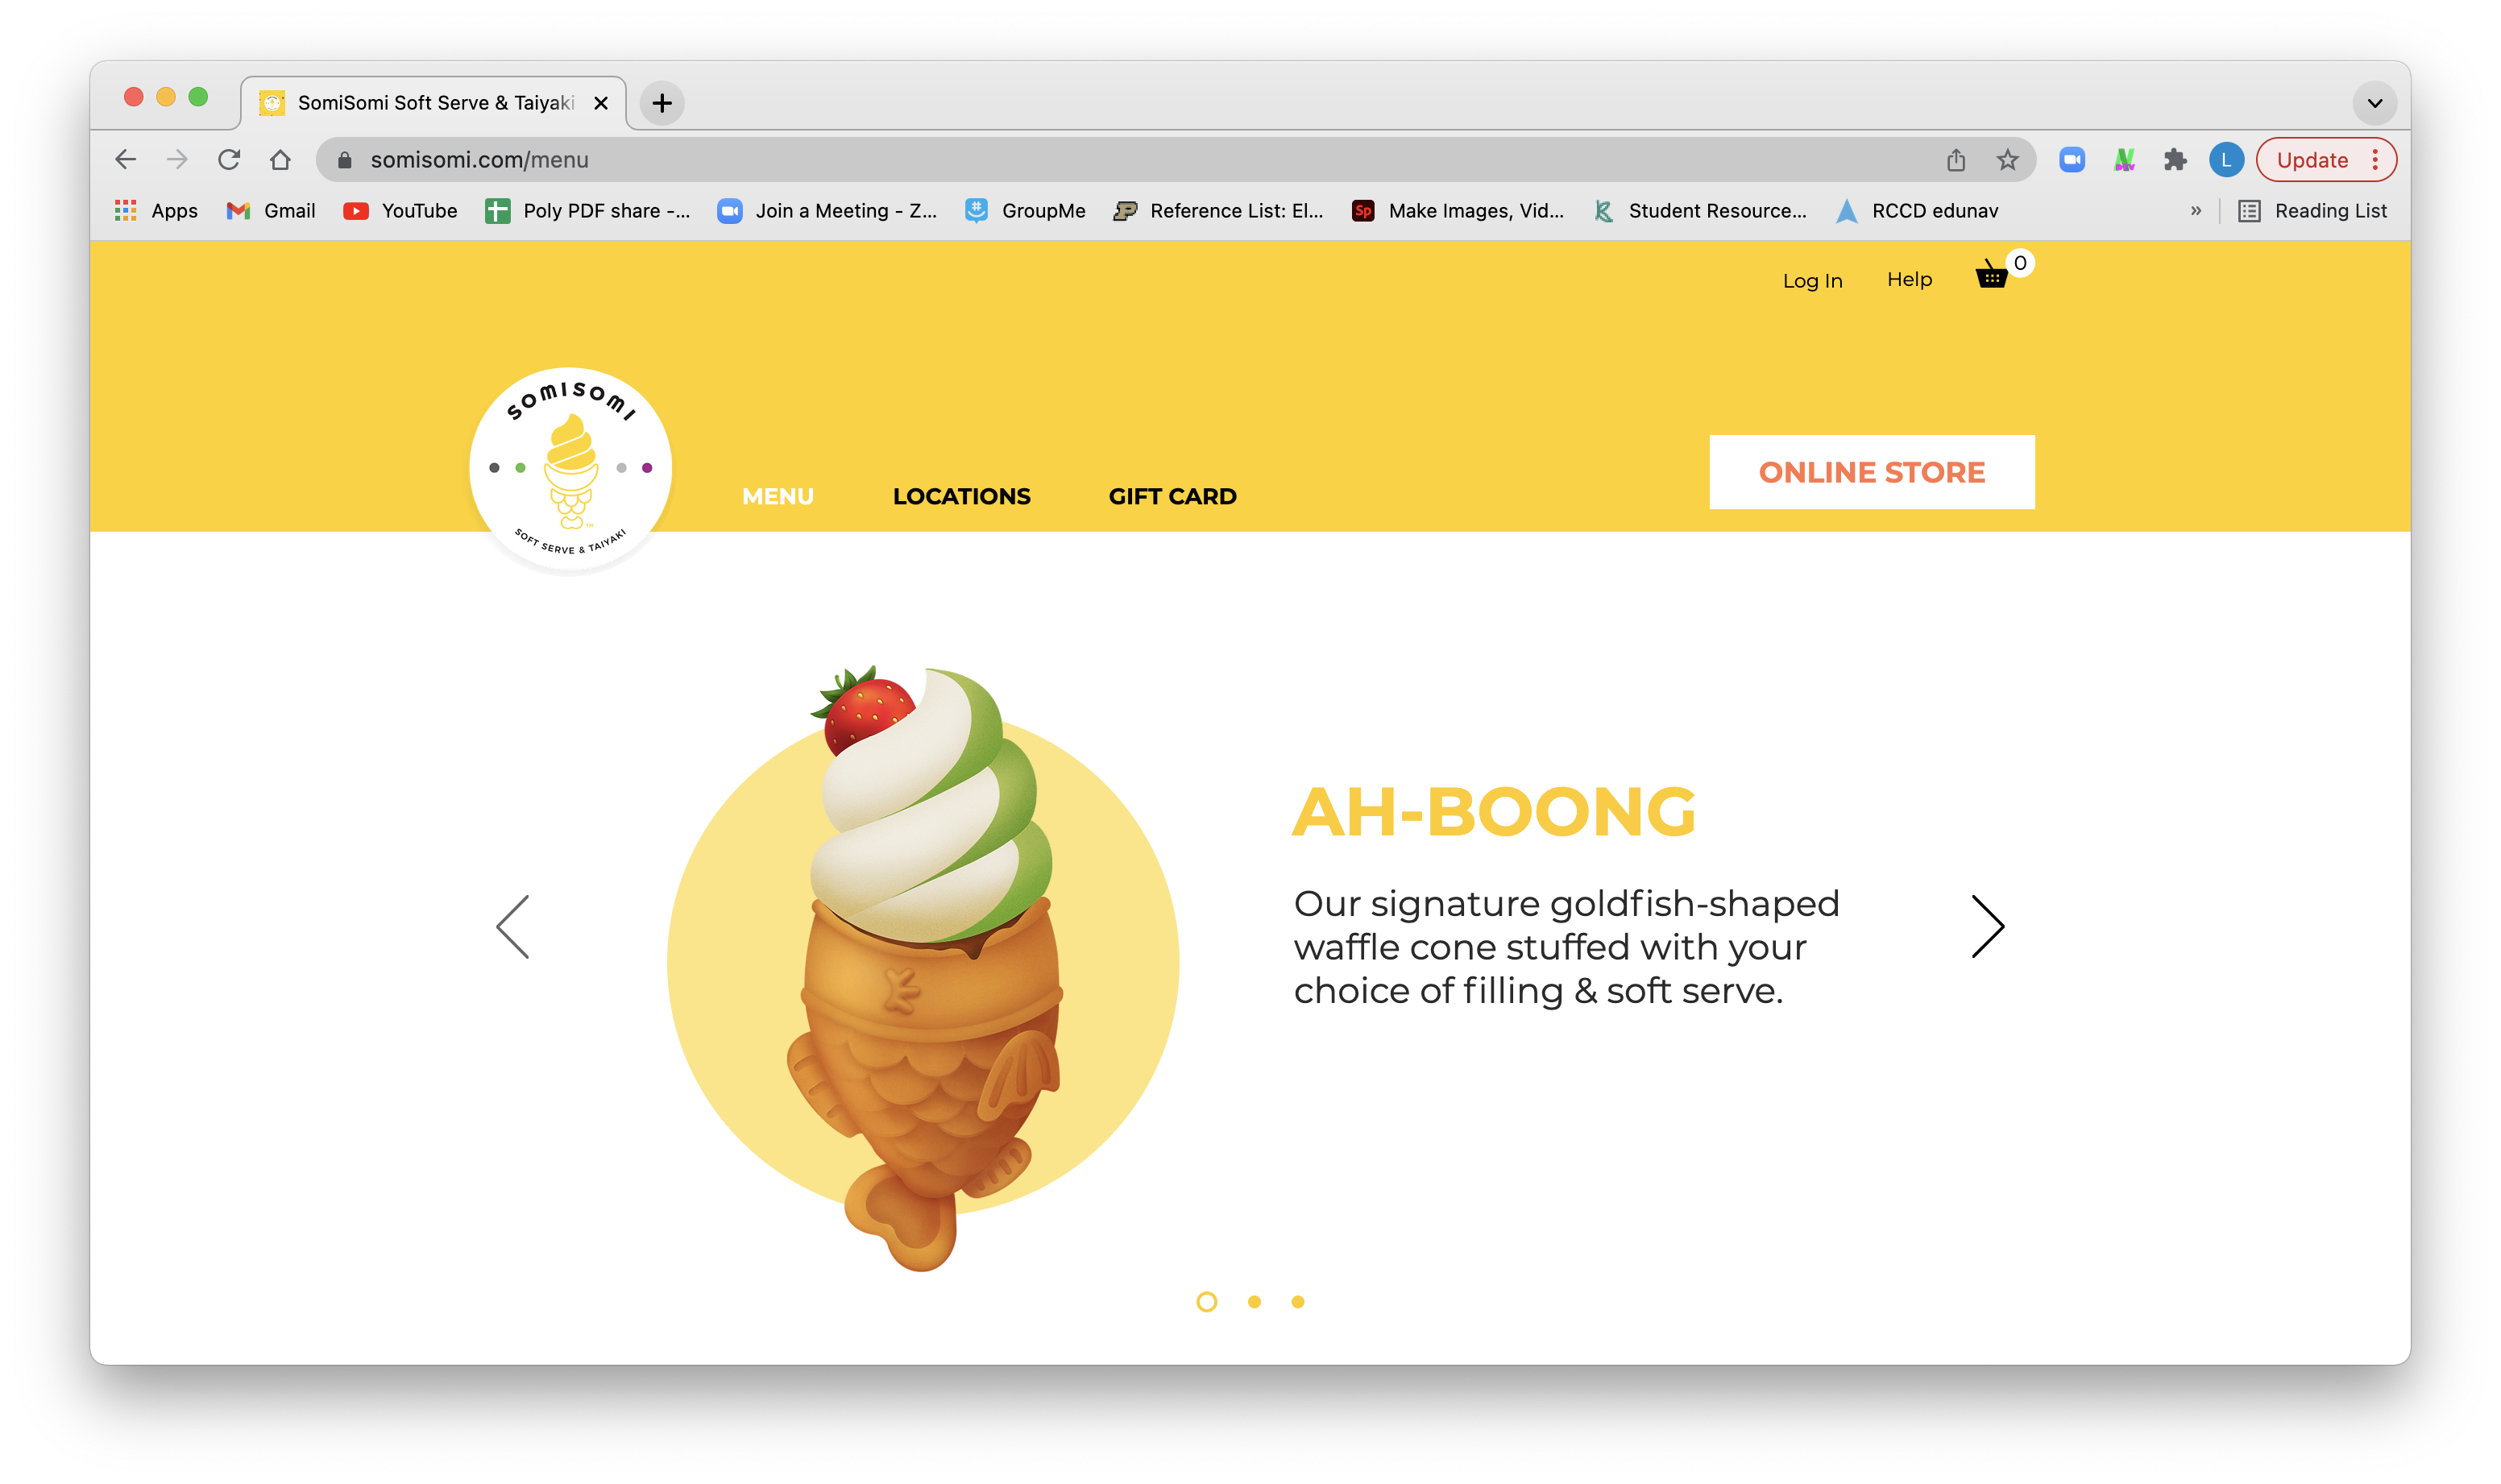 SomiSomi Soft Serve & Taiyaki
somisomi.com/menu
Update
L
Apps
Gmail
YouTube
Poly PDF share -...
Join a Meeting - Z...
GroupMe
Reference List: El...
Sp
Make Images, Vid...
Student Resource...
RCCD edunav
»
Reading List
Log In
Help
0
SOMISOMI
TM
SOFT SERVE & TAIYAKI
MENU
LOCATIONS
GIFT CARD
ONLINE STORE
AH-BOONG
Our signature goldfish-shaped
waffle cone stuffed with your
choice of filling & soft serve.